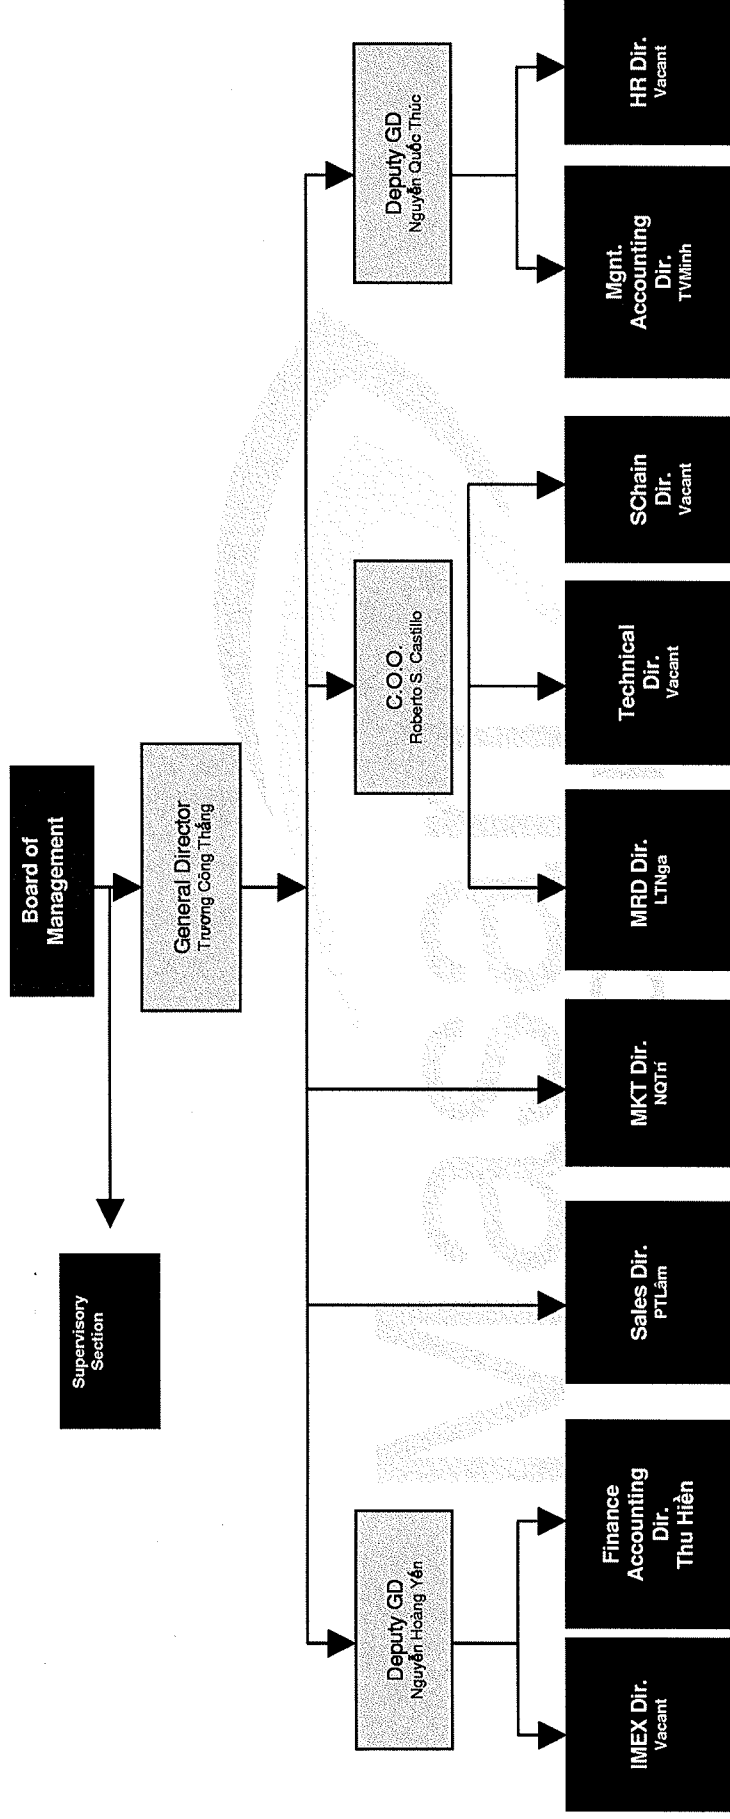 Board of
Management
Supervisory
Section
General Director
Trương Công Thắng
Deputy GD
Nguyễn Hoàng Yến
C.O.O.
Roberto S. Castillo
Deputy GD
Nguyễn Quốc Thúc
IMEX Dir.
Vacant
Finance
Accounting
Dir.
Thu Hiền
Sales Dir.
PTLâm
MKT Dir.
NQTrí
MRD Dir.
LTNga
Technical
Dir.
Vacant
SChain
Dir.
Vacant
Mgnt.
Accounting
Dir.
TVMinh
HR Dir.
Vacant
Masan